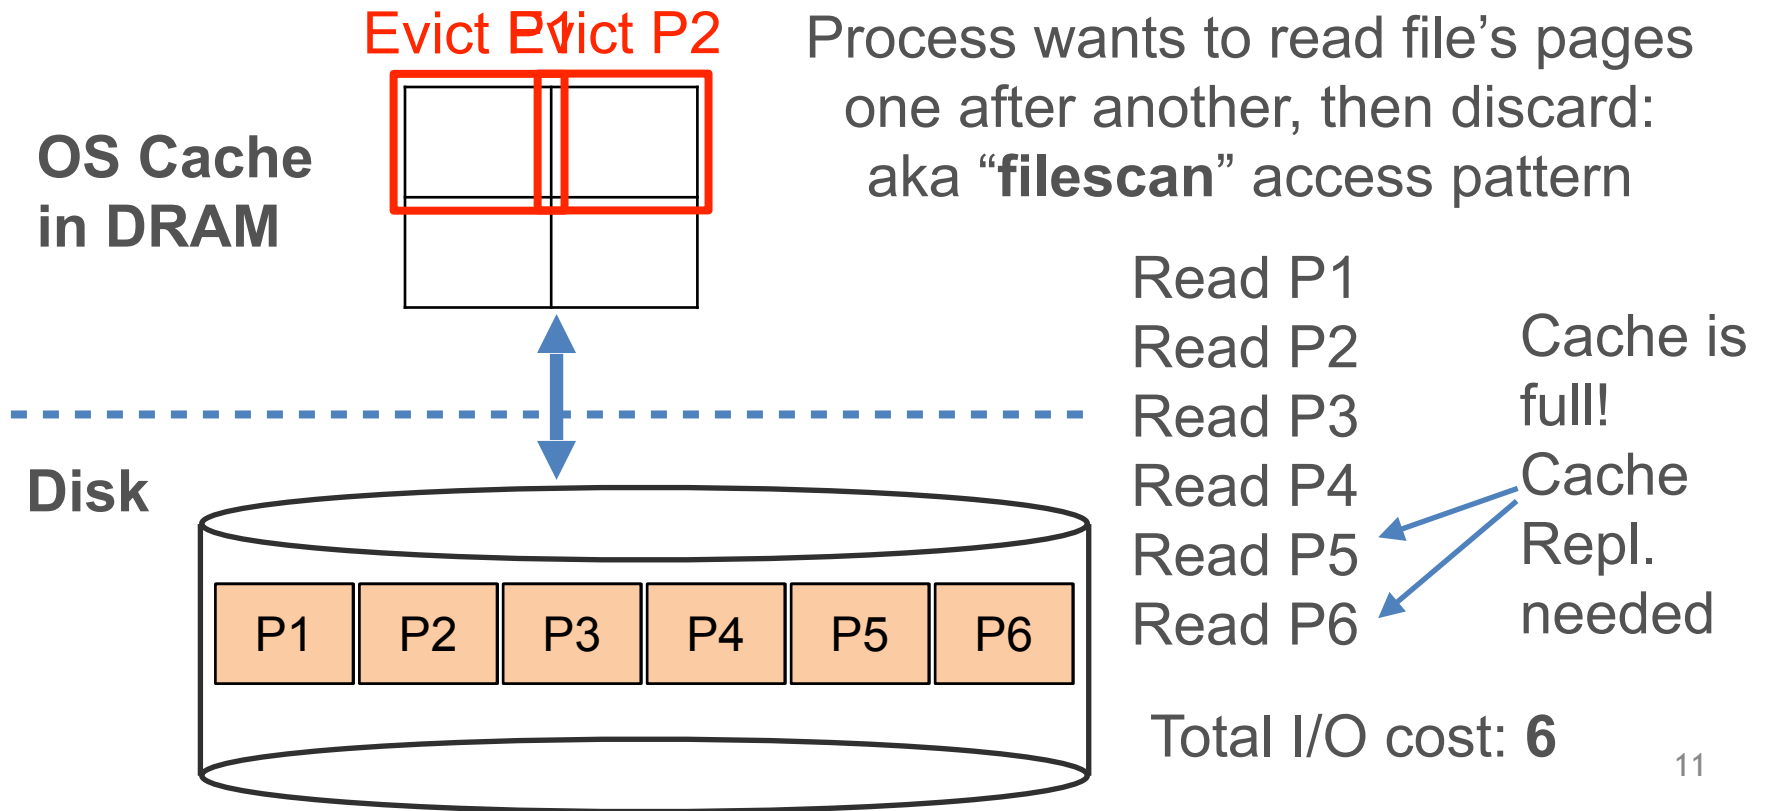 Evict P1
Evict P2
Process wants to read file's pages
one after another, then discard:
aka “filescan” access pattern
OS Cache
in DRAM
Read P1
Read P2
Read P3
Read P4
Read P5
Read P6
Cache is
full!
Cache
Repl.
needed
Disk
P1 P2 P3 P4 P5 P6
Total I/O cost: 6
11